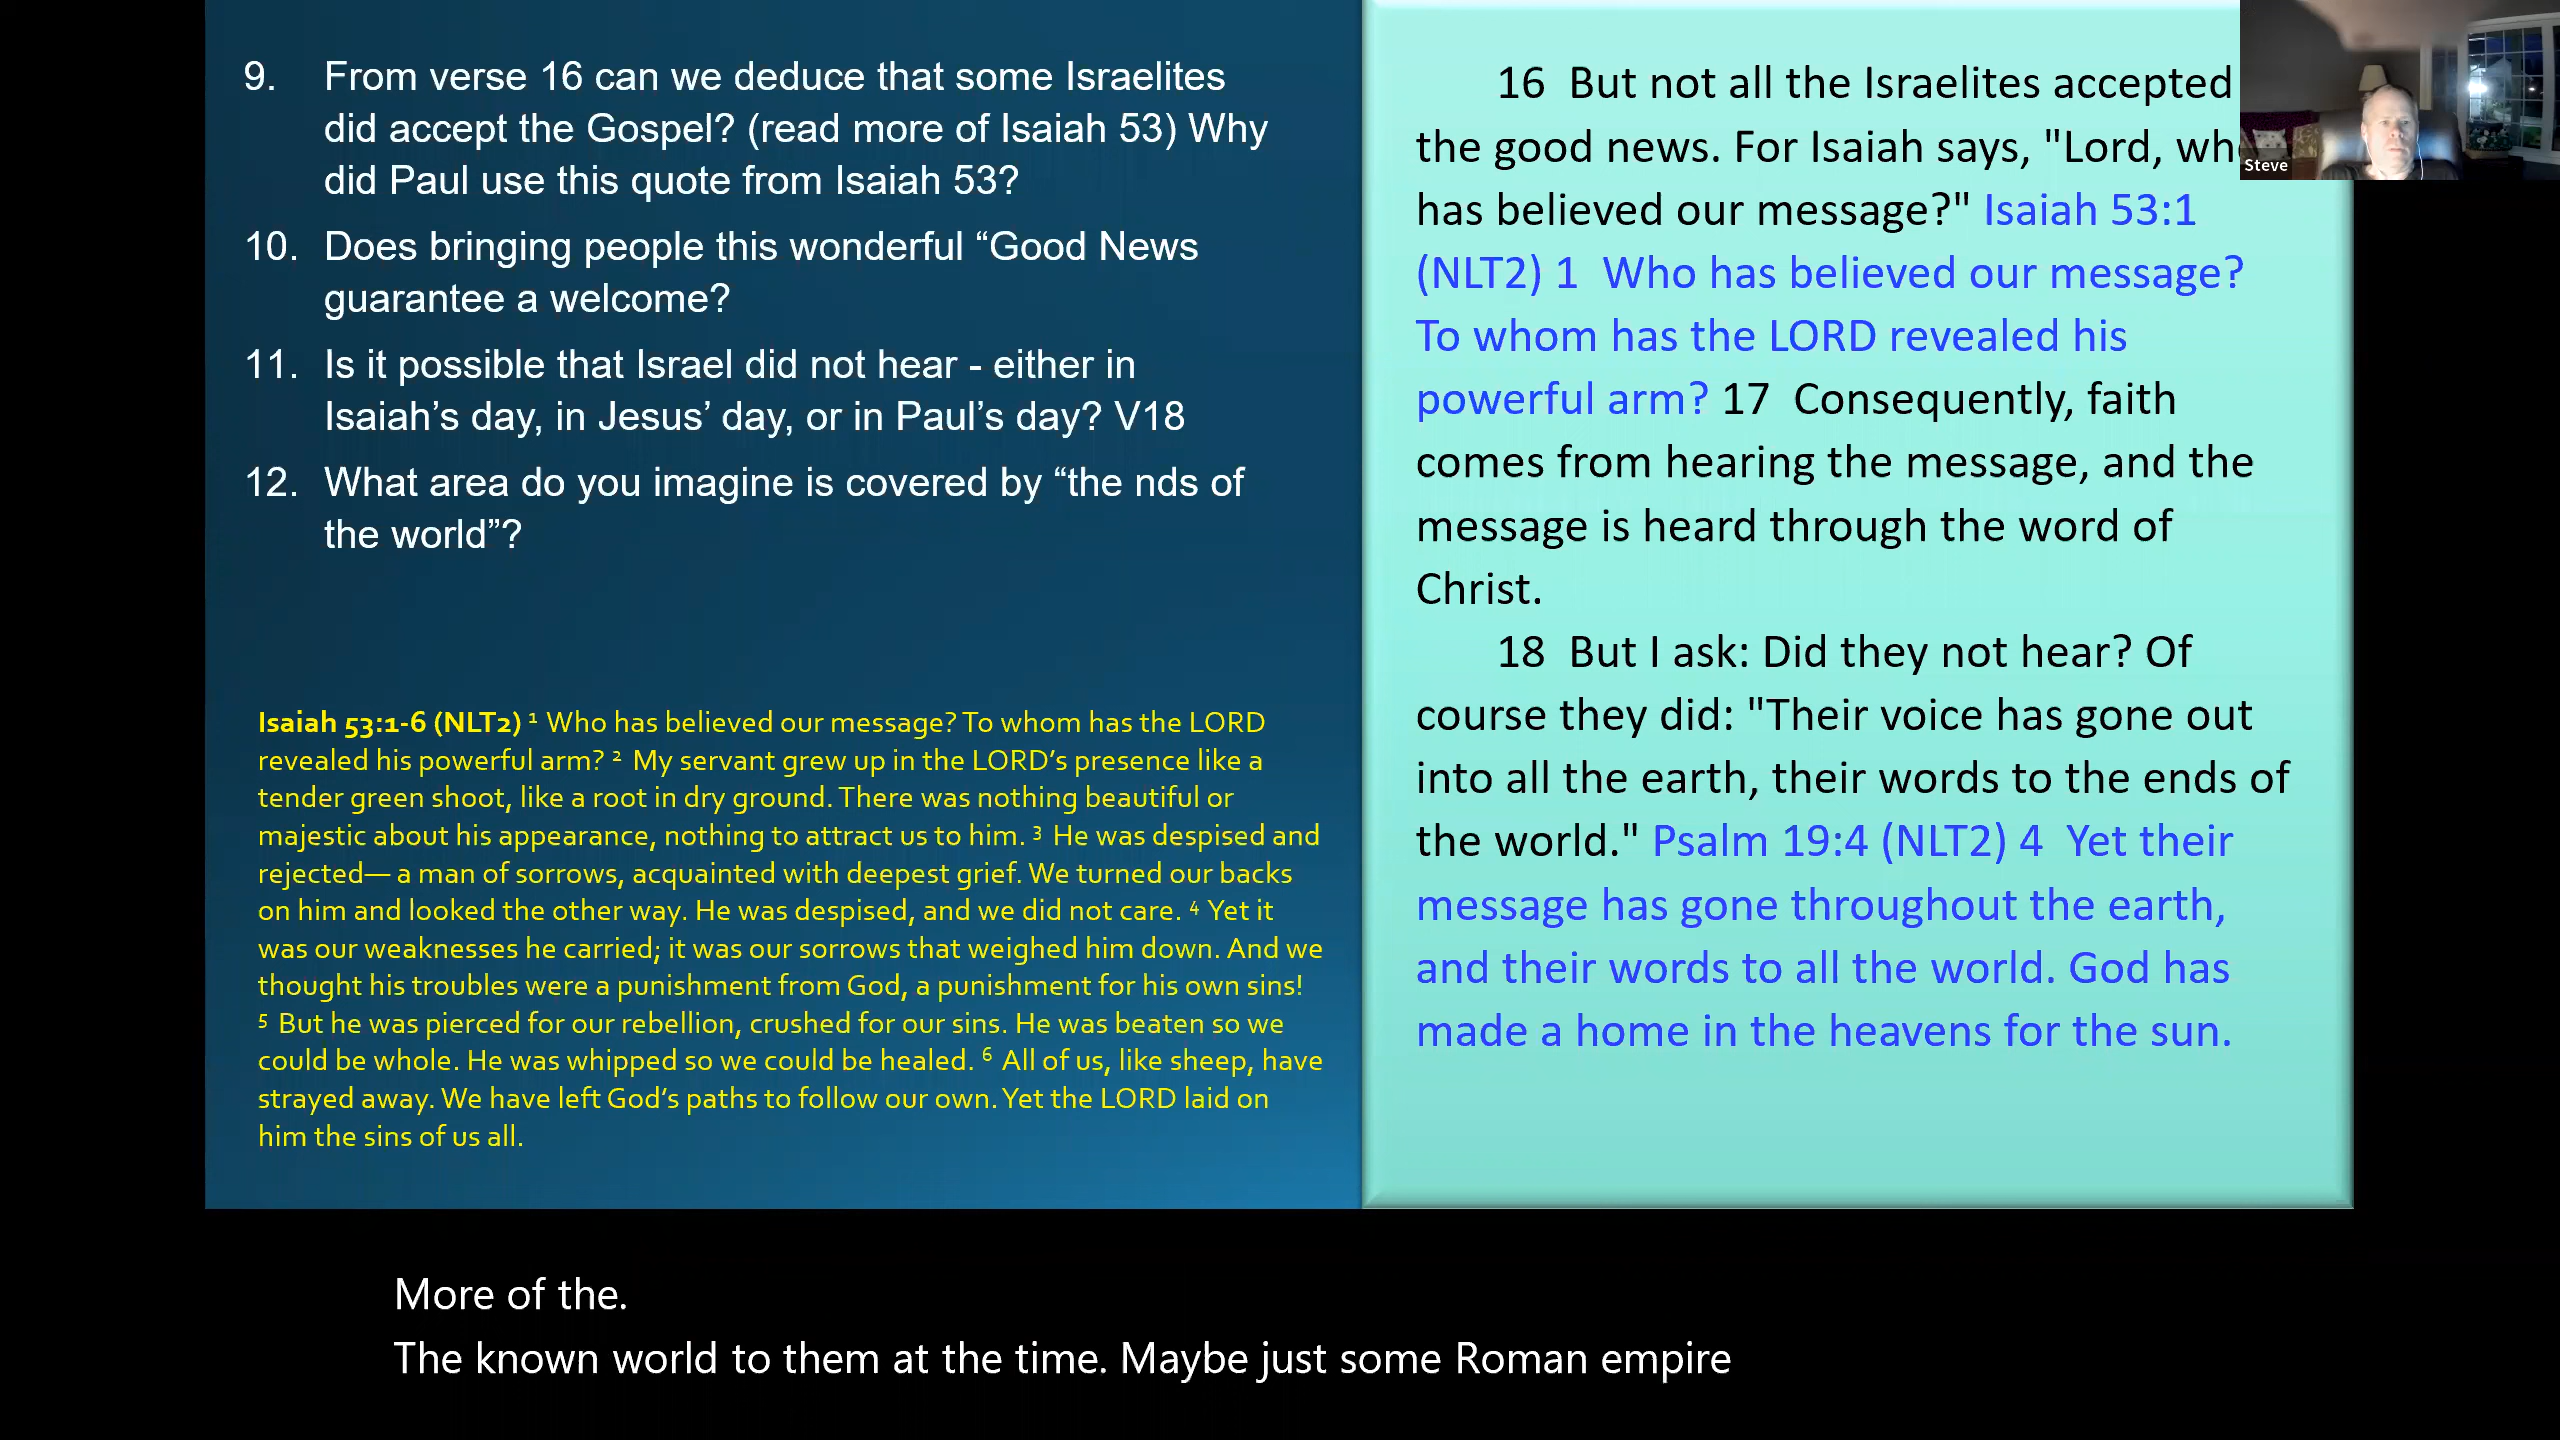 9. From verse 16 can we deduce that some Israelites
did accept the Gospel? (read more of Isaiah 53) Why
did Paul use this quote from Isaiah 53?
10. Does bringing people this wonderful “Good News
guarantee a welcome?
11. Is it possible that Israel did not hear - either in
Isaiah’s day, in Jesus’ day, or in Paul’s day? V18
12. What area do you imagine is covered by “the nds of
the world”?
Isaiah 53:1-6 (NLT2) ¹ Who has believed our message? To whom has the LORD
revealed his powerful arm? ² My servant grew up in the LORD’s presence like a
tender green shoot, like a root in dry ground. There was nothing beautiful or
majestic about his appearance, nothing to attract us to him. ³ He was despised and
rejected— a man of sorrows, acquainted with deepest grief. We turned our backs
on him and looked the other way. He was despised, and we did not care. ⁴ Yet it
was our weaknesses he carried; it was our sorrows that weighed him down. And we
thought his troubles were a punishment from God, a punishment for his own sins!
⁵ But he was pierced for our rebellion, crushed for our sins. He was beaten so we
could be whole. He was whipped so we could be healed. ⁶ All of us, like sheep, have
strayed away. We have left God’s paths to follow our own. Yet the LORD laid on
him the sins of us all.
16 But not all the Israelites accepted
the good news. For Isaiah says, "Lord,
has believed our message?" Isaiah 53:1
(NLT2) 1 Who has believed our message?
To whom has the LORD revealed his
powerful arm? 17 Consequently, faith
comes from hearing the message, and the
message is heard through the word of
Christ.
18 But I ask: Did they not hear? Of
course they did: "Their voice has gone out
into all the earth, their words to the ends of
the world." Psalm 19:4 (NLT2) 4 Yet their
message has gone throughout the earth,
and their words to all the world. God has
made a home in the heavens for the sun.
Steve
More of the.
The known world to them at the time. Maybe just some Roman empire